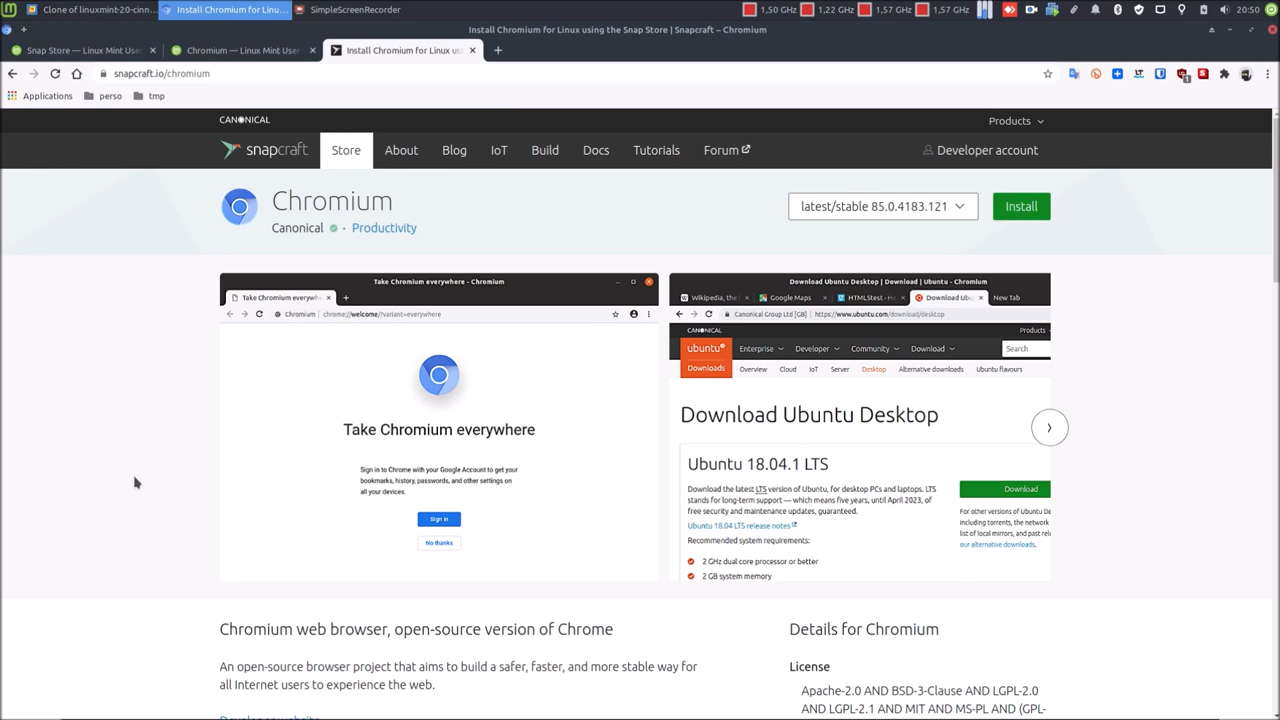 Clone of linuxmint-20-cinn...
Install Chromium for Linu...
SimpleScreenRecorder
1,50 GHz
1,22 GHz
1,57 GHz
1,57 GHz
20:50
Install Chromium for Linux using the Snap Store | Snapcraft – Chromium
Snap Store — Linux Mint User
Chromium — Linux Mint User
Install Chromium for Linux us
snapcraft.io/chromium
Applications
perso
tmp
CANONICAL
Products
snapcraft
Store
About
Blog
IoT
Build
Docs
Tutorials
Forum
Developer account
Chromium
Canonical
Productivity
latest/stable 85.0.4183.121
Install
Take Chromium everywhere - Chromium
Take Chromium everywh
Chromium
chrome://welcome/?variant=everywhere
Take Chromium everywhere
Sign in to Chrome with your Google Account to get your
bookmarks, history, passwords, and other settings on
all your devices.
Sign in
No thanks
Download Ubuntu Desktop | Download | Ubuntu - Chromium
Wikipedia, the
Google Maps
HTML5test - H
Download Ubu
New Tab
Canonical Group Ltd [GB]
https://www.ubuntu.com/download/desktop
CANONICAL
Products
ubuntu®
Enterprise
Developer
Community
Download
Search
Downloads
Overview
Cloud
IoT
Server
Desktop
Alternative downloads
Ubuntu flavours
Download Ubuntu Desktop
Ubuntu 18.04.1 LTS
Download the latest LTS version of Ubuntu, for desktop PCs and laptops. LTS
stands for long-term support — which means five years, until April 2023, of
free security and maintenance updates, guaranteed.
Ubuntu 18.04 LTS release notes
Recommended system requirements:
2 GHz dual core processor or better
2 GB system memory
Download
For other versions of Ubuntu De
including torrents, the network
list of local mirrors, and past rel
our alternative downloads.
Chromium web browser, open-source version of Chrome
An open-source browser project that aims to build a safer, faster, and more stable way for
all Internet users to experience the web.
Details for Chromium
License
Apache-2.0 AND BSD-3-Clause AND LGPL-2.0
AND LGPL-2.1 AND MIT AND MS-PL AND (GPL-